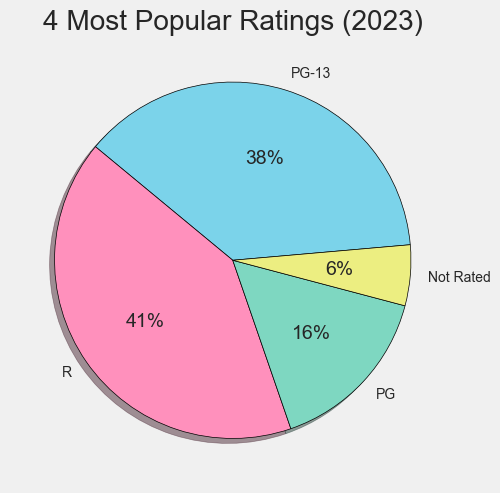 4 Most Popular Ratings (2023)
PG-13
38%
Not Rated
6%
16%
41%
R
PG